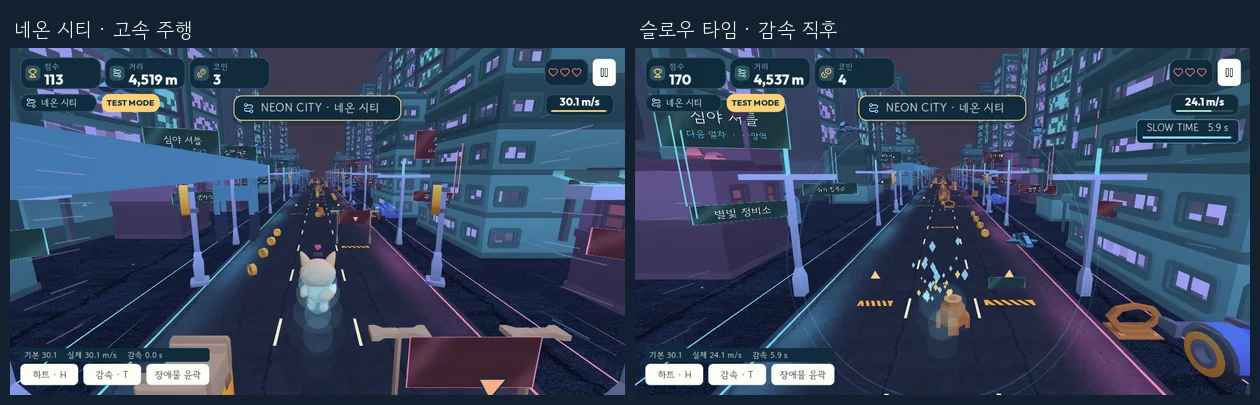 네온 시티 · 고속 주행
점수
113
거리
4,519 m
코인
3
네온 시티
TEST MODE
NEON CITY · 네온 시티
30.1 m/s
심야 셔틀
기본 30.1 실제 30.1 m/s 감속 0.0 s
하트 · H
감속 · T
장애물 윤곽
슬로우 타임 · 감속 직후
점수
170
거리
4,537 m
코인
4
네온 시티
TEST MODE
NEON CITY · 네온 시티
24.1 m/s
SLOW TIME 5.9 s
심야 셔틀
다음 열차 ·
별빛 정비소
기본 30.1 실제 24.1 m/s 감속 5.9 s
하트 · H
감속 · T
장애물 윤곽